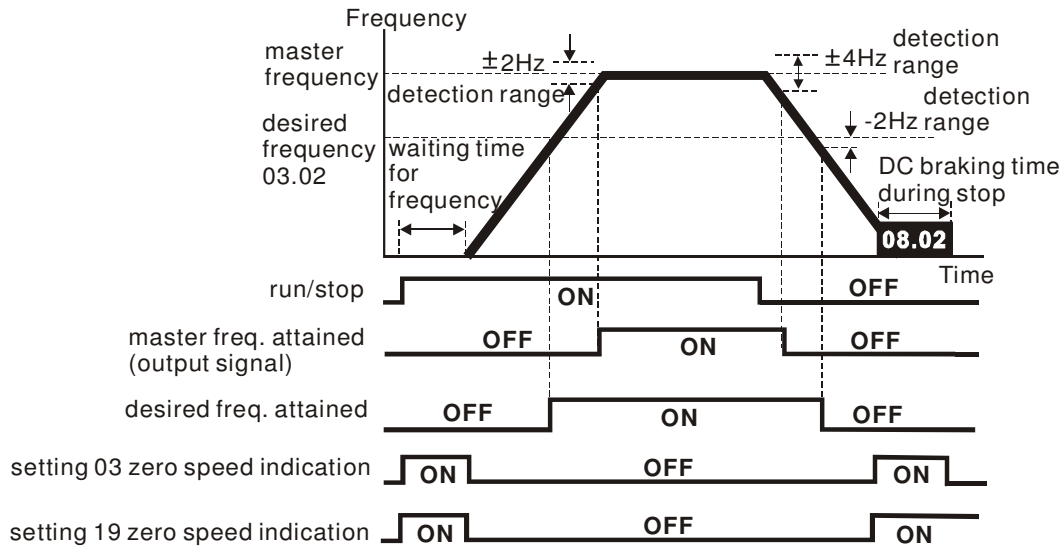 Frequency
master
frequency
±2Hz
detection range
±4Hz
detection
range
detection
-2Hz range
desired
frequency
03.02
waiting time
for
frequency
DC braking time
during stop
08.02
Time
run/stop
ON
OFF
master freq. attained
(output signal)
OFF
ON
OFF
desired freq. attained
OFF
ON
OFF
setting 03 zero speed indication
ON
OFF
ON
setting 19 zero speed indication
ON
OFF
ON